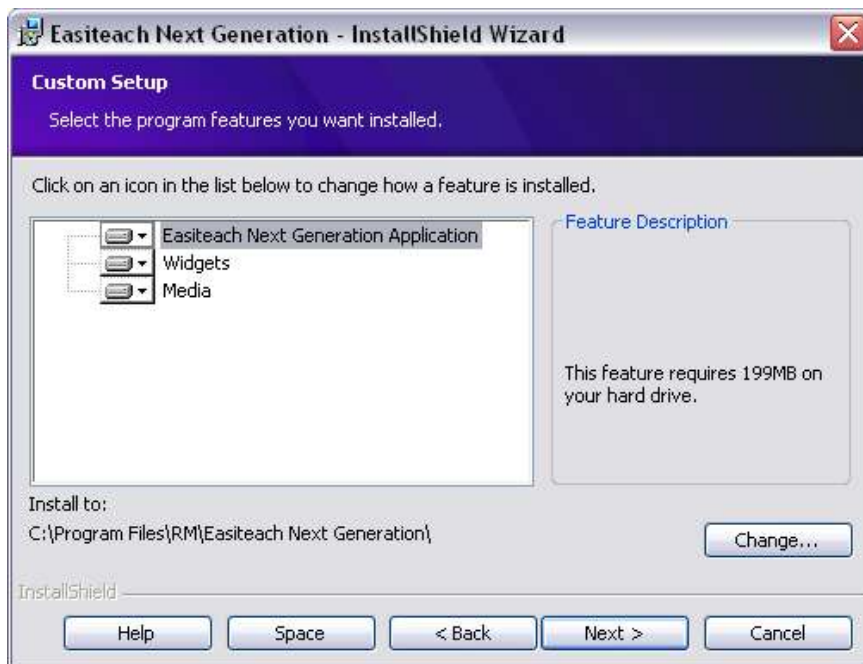 Easiteach Next Generation - InstallShield Wizard
Custom Setup
Select the program features you want installed.
Click on an icon in the list below to change how a feature is installed.
Easiteach Next Generation Application
Widgets
Media
Feature Description
This feature requires 199MB on
your hard drive.
Install to:
C:\Program Files\RM\Easiteach Next Generation\
Change...
InstallShield
Help
Space
< Back
Next >
Cancel